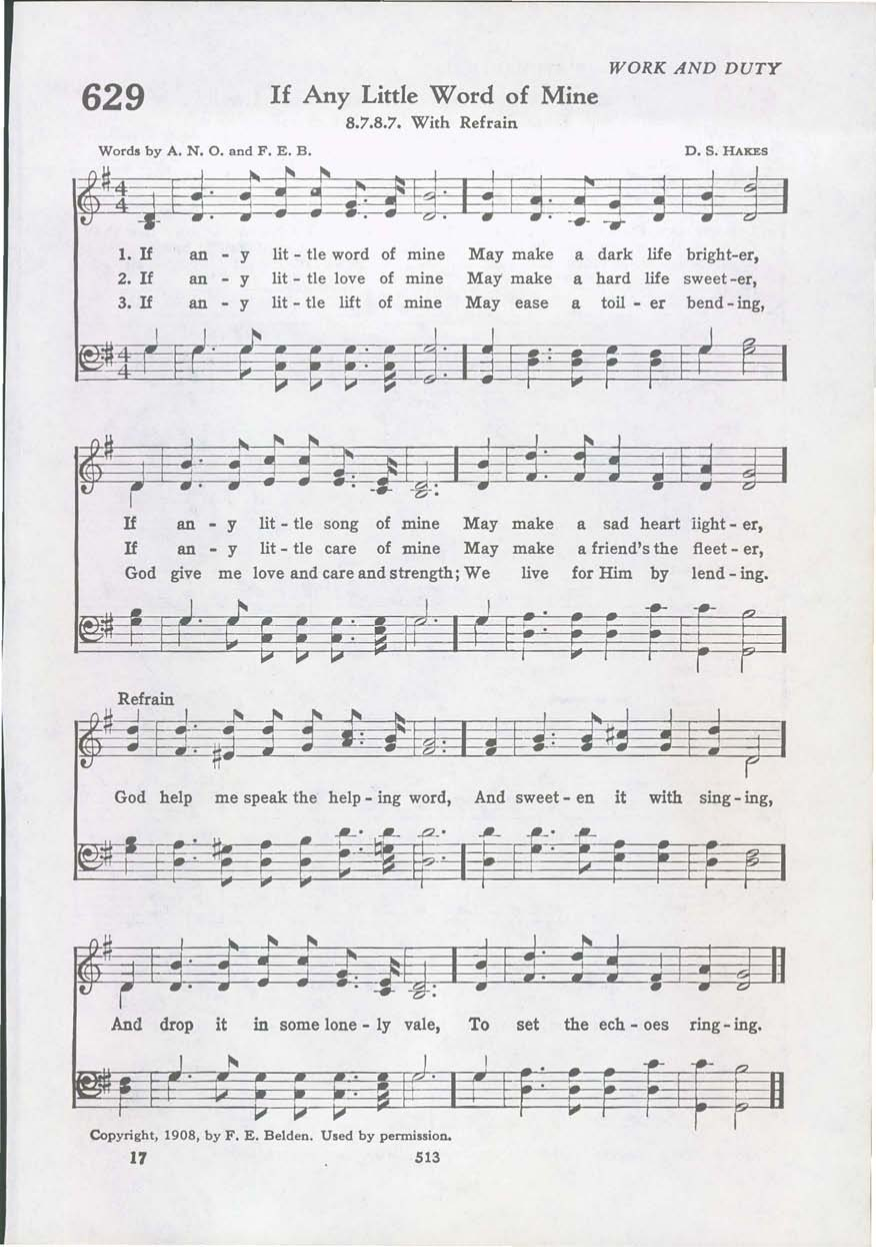 WORK AND DUTY
629
If Any Little Word of Mine
8.7.8.7. With Refrain
Words by A. N. O. and F. E. B.
D. S. HAKES
1. If an - y lit - tle word of mine May make a dark life bright-er,
2. If an - y lit - tle love of mine May make a hard life sweet-er,
3. If an - y lit - tle lift of mine May ease a toil - er bend-ing,
If an - y lit - tle song of mine May make a sad heart light - er,
If an - y lit - tle care of mine May make a friend's the fleet - er,
God give me love and care and strength; We live for Him by lend - ing.
Refrain
God help me speak the help - ing word, And sweet - en it with sing - ing,
And drop it in some lone - ly vale, To set the ech - oes ring - ing.
Copyright, 1908, by F. E. Belden. Used by permission.
17 513